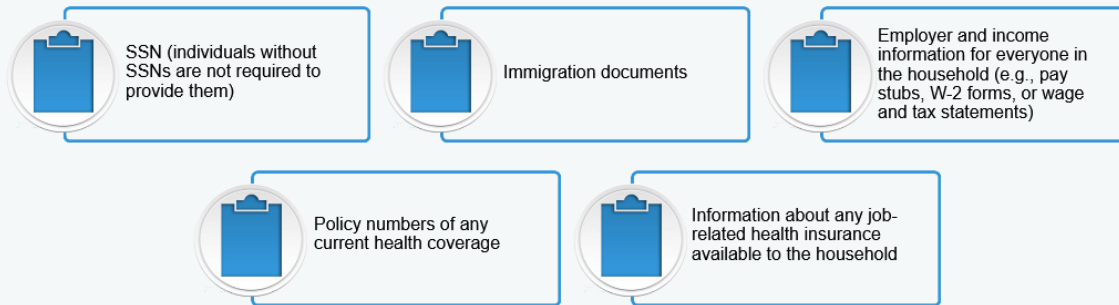 SSN (individuals without
SSNs are not required to
provide them)
Immigration documents
Employer and income
information for everyone in
the household (e.g., pay
stubs, W-2 forms, or wage
and tax statements)
Policy numbers of any
current health coverage
Information about any job-
related health insurance
available to the household